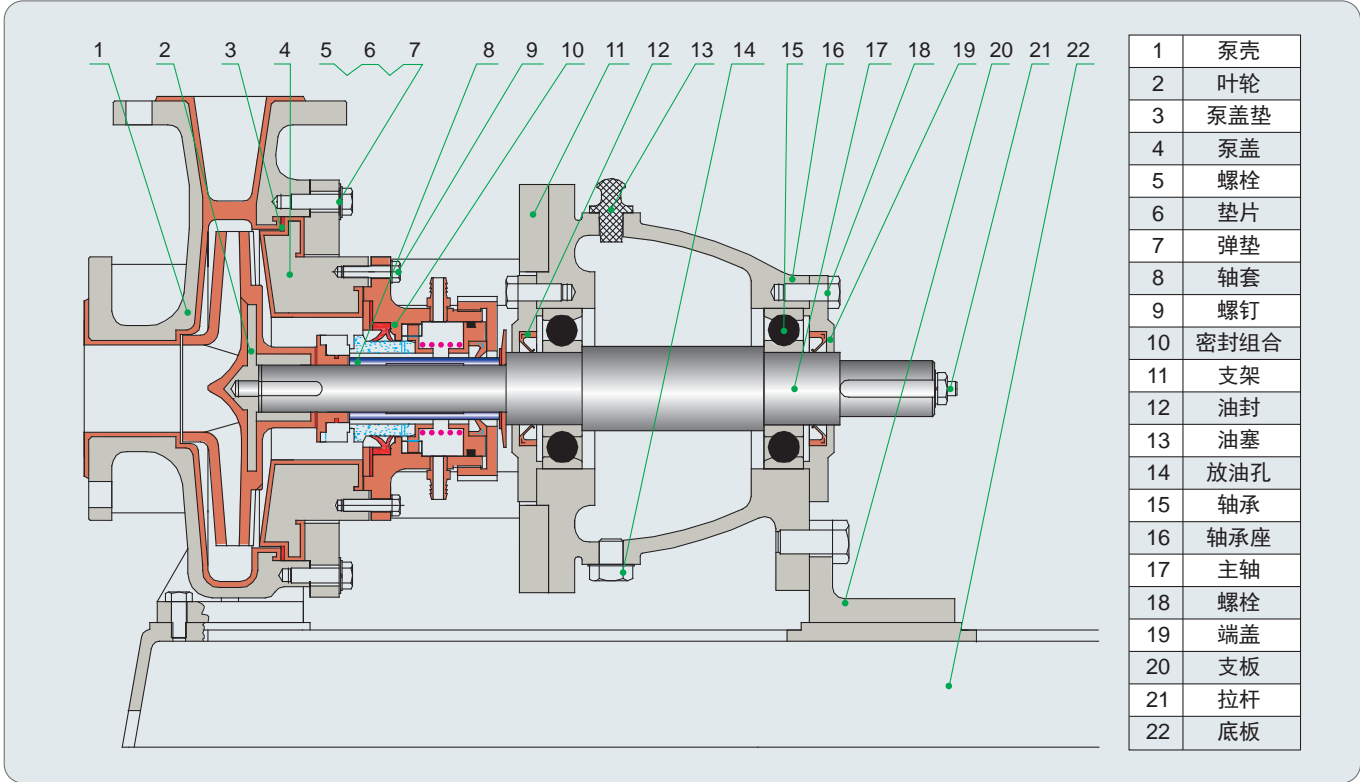 1 2 3 4 5 6 7 8 9 10 11 12 13 14 15 16 17 18 19 20 21 22
1 泵壳
2 叶轮
3 泵盖垫
4 泵盖
5 螺栓
6 垫片
7 弹垫
8 轴套
9 螺钉
10 密封组合
11 支架
12 油封
13 油塞
14 放油孔
15 轴承
16 轴承座
17 主轴
18 螺栓
19 端盖
20 支板
21 拉杆
22 底板